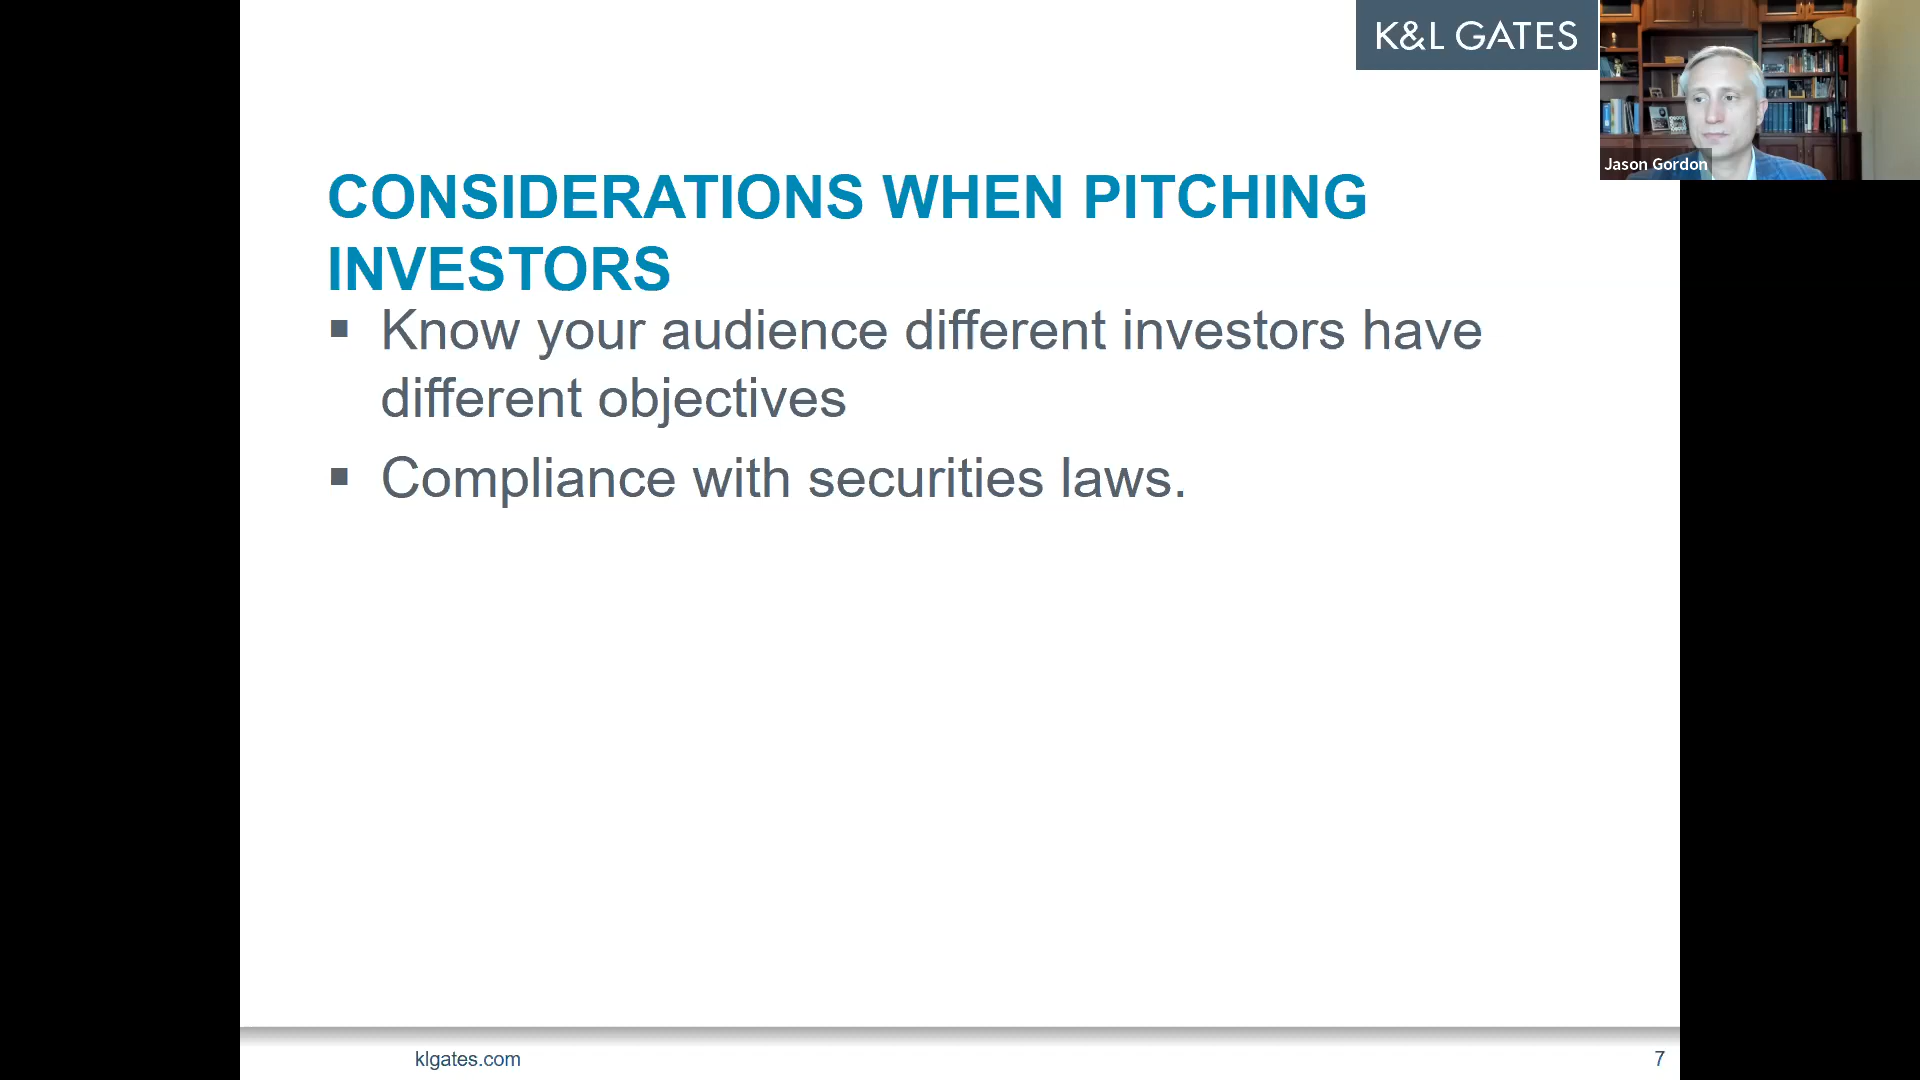 K&L GATES
Jason Gordon
CONSIDERATIONS WHEN PITCHING
INVESTORS
▪ Know your audience different investors have
different objectives
▪ Compliance with securities laws.
klgates.com
7